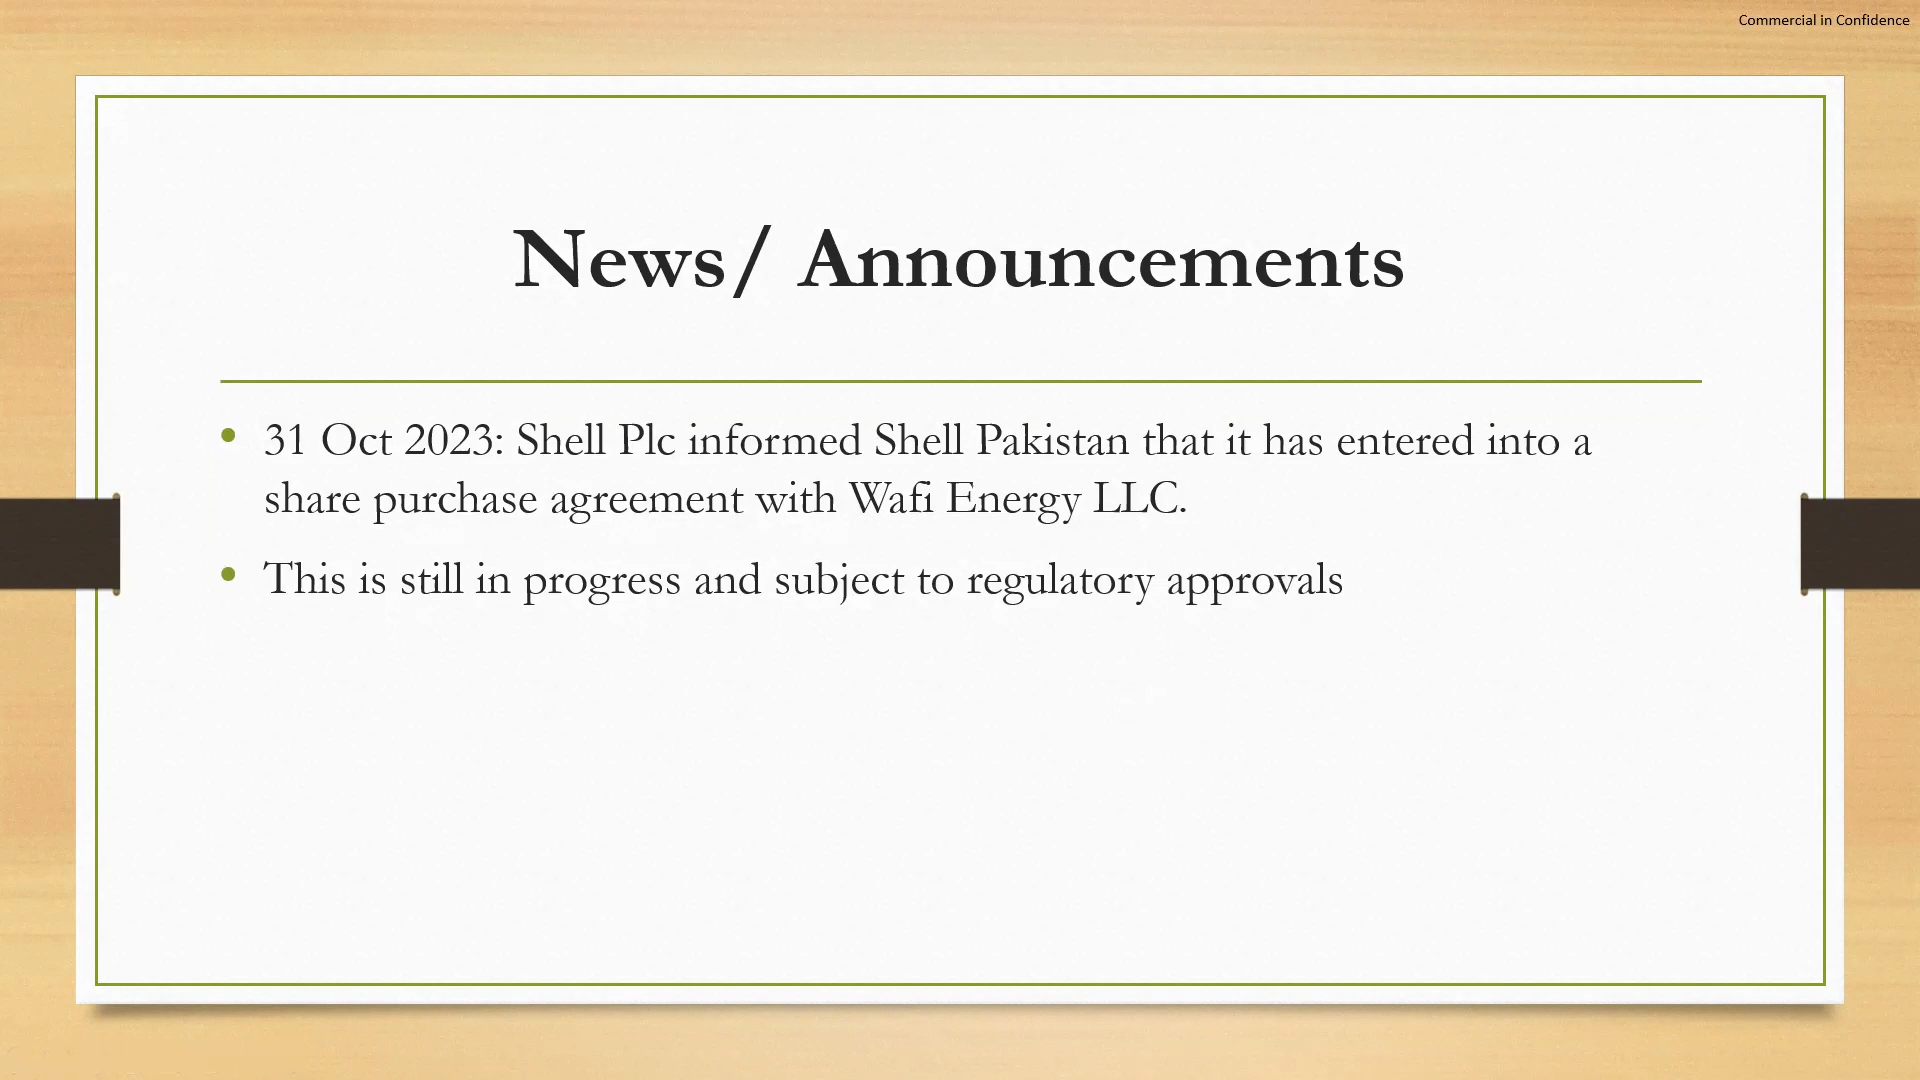 Commercial in Confidence
News/ Announcements
• 31 Oct 2023: Shell Plc informed Shell Pakistan that it has entered into a
share purchase agreement with Wafi Energy LLC.
• This is still in progress and subject to regulatory approvals